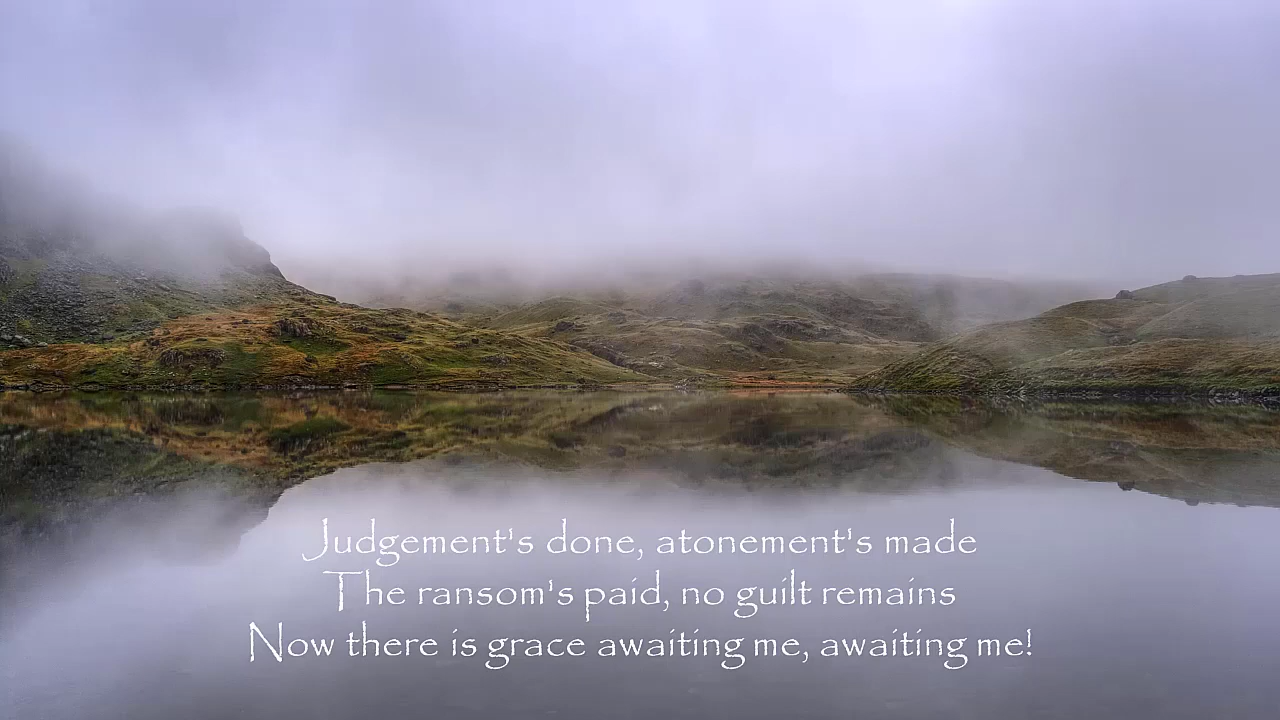 Judgement's done, atonement's made
The ransom's paid, no guilt remains
Now there is grace awaiting me, awaiting me!